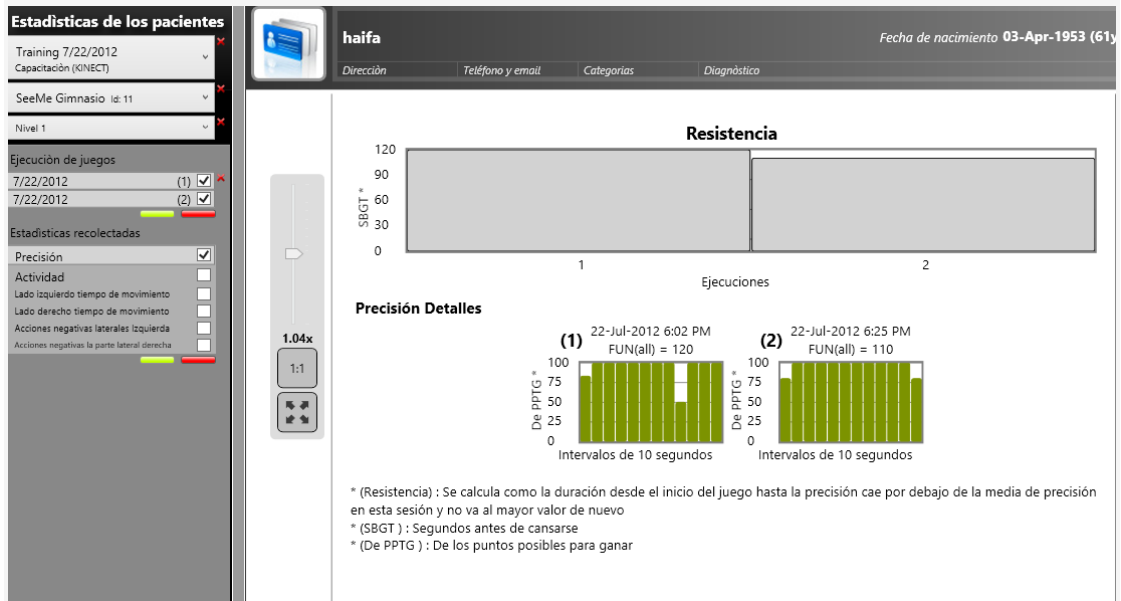 Estadìsticas de los pacientes
Training 7/22/2012
Capacitaciòn (KINECT)
SeeMe Gimnasio Id: 11
Nivel 1
Ejecuciòn de juegos
7/22/2012 (1)
7/22/2012 (2)
Estadìsticas recolectadas
Precisión
Actividad
Lado izquierdo tiempo de movimiento
Lado derecho tiempo de movimiento
Acciones negativas laterales Izquierda
Acciones negativas la parte lateral derecha
haifa
Fecha de nacimiento 03-Apr-1953 (61y
Direcciòn Teléfono y email Categorias Diagnòstico
1.04x
1:1
Resistencia
120
90
60
30
0
SBGT *
1 2
Ejecuciones
Precisión Detalles
(1) 22-Jul-2012 6:02 PM
FUN(all) = 120
100
75
50
25
0
De PPTG *
Intervalos de 10 segundos
(2) 22-Jul-2012 6:25 PM
FUN(all) = 110
100
75
50
25
0
De PPTG *
Intervalos de 10 segundos
* (Resistencia) : Se calcula como la duración desde el inicio del juego hasta la precisión cae por debajo de la media de precisión
en esta sesión y no va al mayor valor de nuevo
* (SBGT ) : Segundos antes de cansarse
* (De PPTG ) : De los puntos posibles para ganar